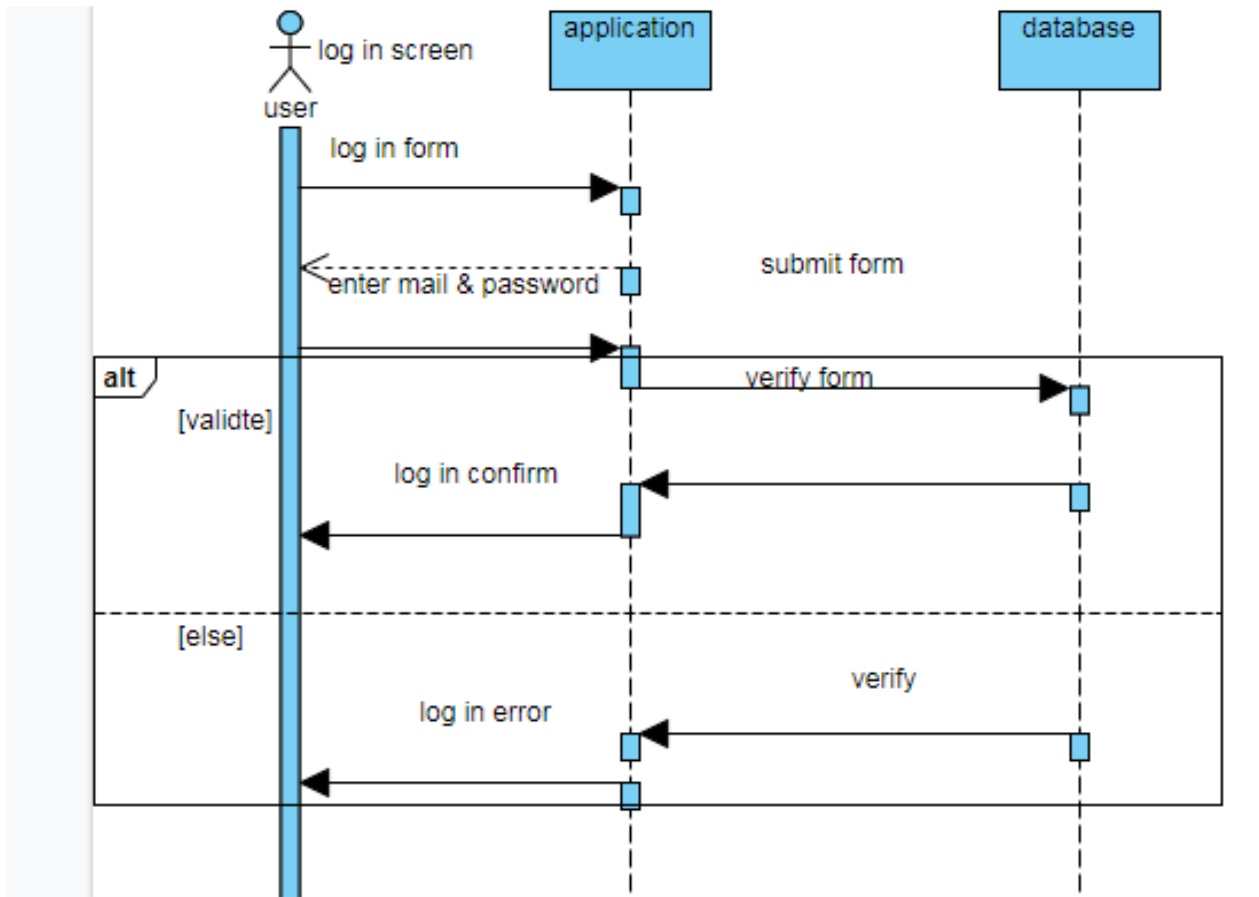 application
database
log in screen
user
log in form
submit form
enter mail & password
alt
verify form
[validte]
log in confirm
[else]
verify
log in error